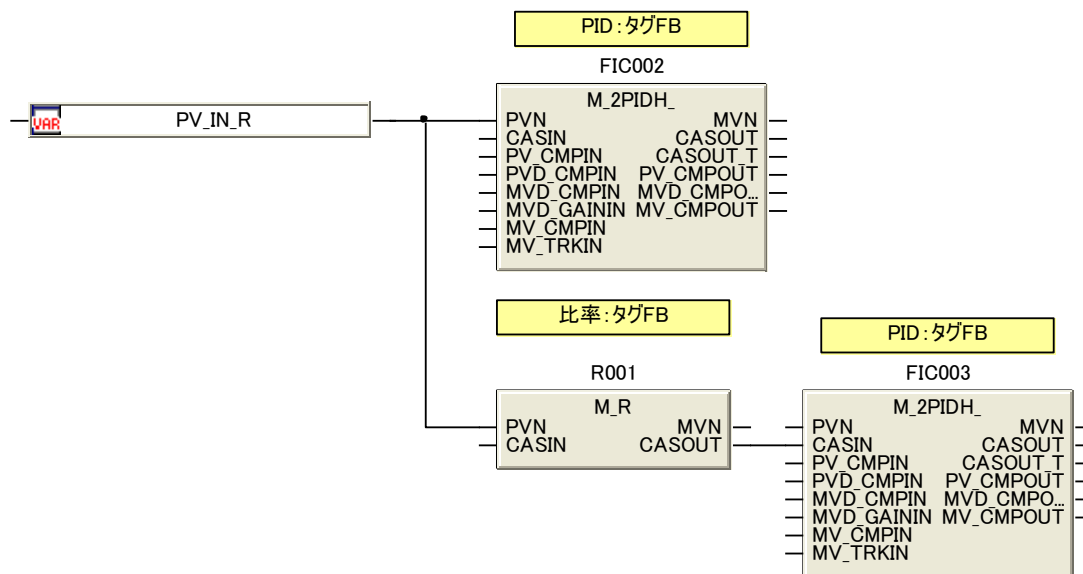 PID：タグFB
FIC002
M_2PIDH_
VAR PV_IN_R
PVN MVN
CASIN CASOUT
PV_CMPIN CASOUT_T
PVD_CMPIN PV_CMPOUT
MVD_CMPIN MVD_CMPO...
MVD_GAININ MV_CMPOUT
MV_CMPIN
MV_TRKIN
比率：タグFB
R001
M_R
PVN MVN
CASIN CASOUT
PID：タグFB
FIC003
M_2PIDH_
PVN MVN
CASIN CASOUT
PV_CMPIN CASOUT_T
PVD_CMPIN PV_CMPOUT
MVD_CMPIN MVD_CMPO...
MVD_GAININ MV_CMPOUT
MV_CMPIN
MV_TRKIN